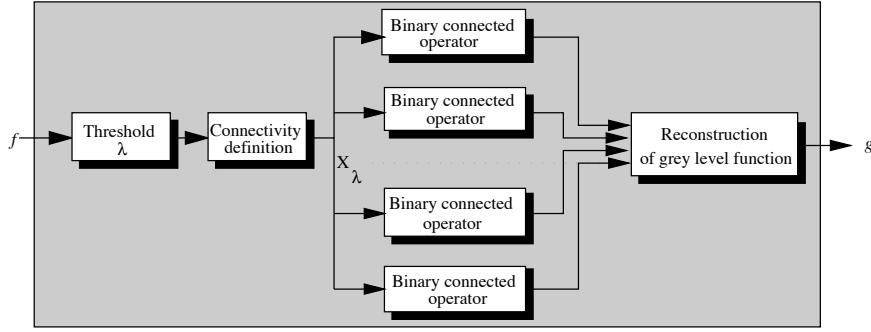 f
Threshold
λ
Connectivity
definition
X
λ
Binary connected
operator
Binary connected
operator
Binary connected
operator
Binary connected
operator
Reconstruction
of grey level function
g